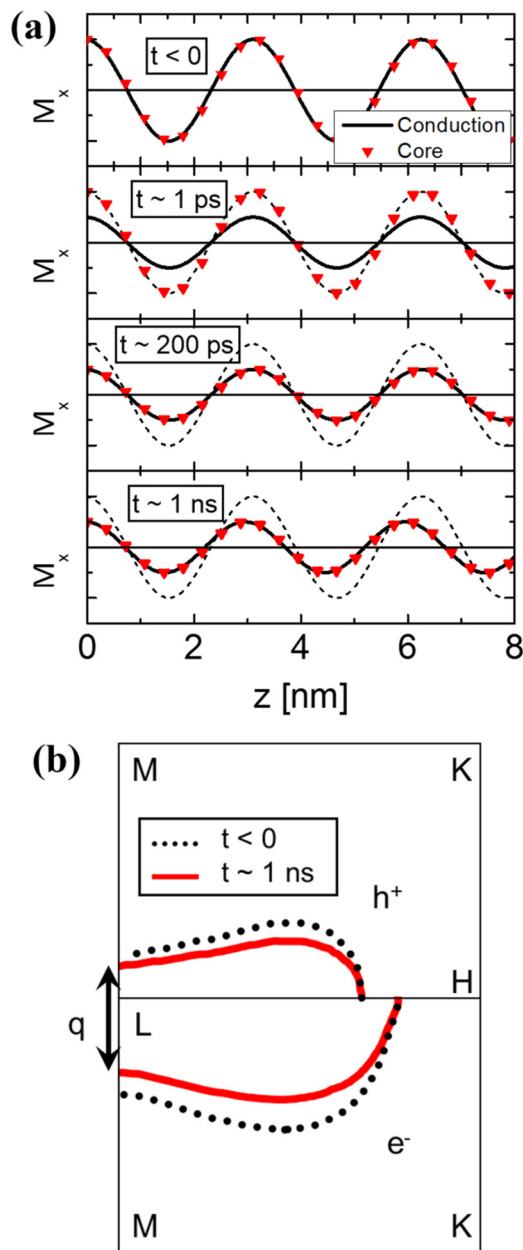 (a)
t < 0
M_x
Conduction
Core
t ~ 1 ps
M_x
t ~ 200 ps
M_x
t ~ 1 ns
M_x
0 2 4 6 8
z [nm]
(b)
M K
t < 0
t ~ 1 ns
h⁺
H
q L
e⁻
M K